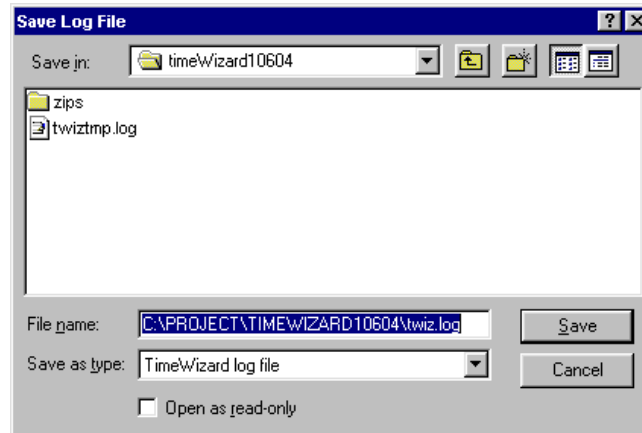 Save Log File
Save in: timeWizard10604
zips
twiztmp.log
File name: C:\PROJECT\TIMEWIZARD10604\twiz.log Save
Save as type: TimeWizard log file Cancel
Open as read-only